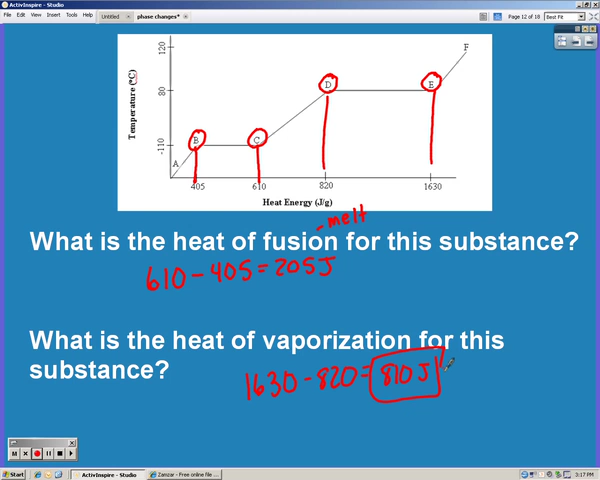 ActivInspire - Studio
File Edit View Insert Tools Help
Untitled phase changes* Page 12 of 18 Best Fit
Temperature (°C)
120
80
-110
A B C D E F
405 610 820 1630
Heat Energy (J/g)
- melt
What is the heat of fusion for this substance?
610 - 405 = 205 J
What is the heat of vaporization for this
substance?
1630 - 820 = 810 J
M
Start ActivInspire - Studio Zamzar - Free online file ... 3:17 PM